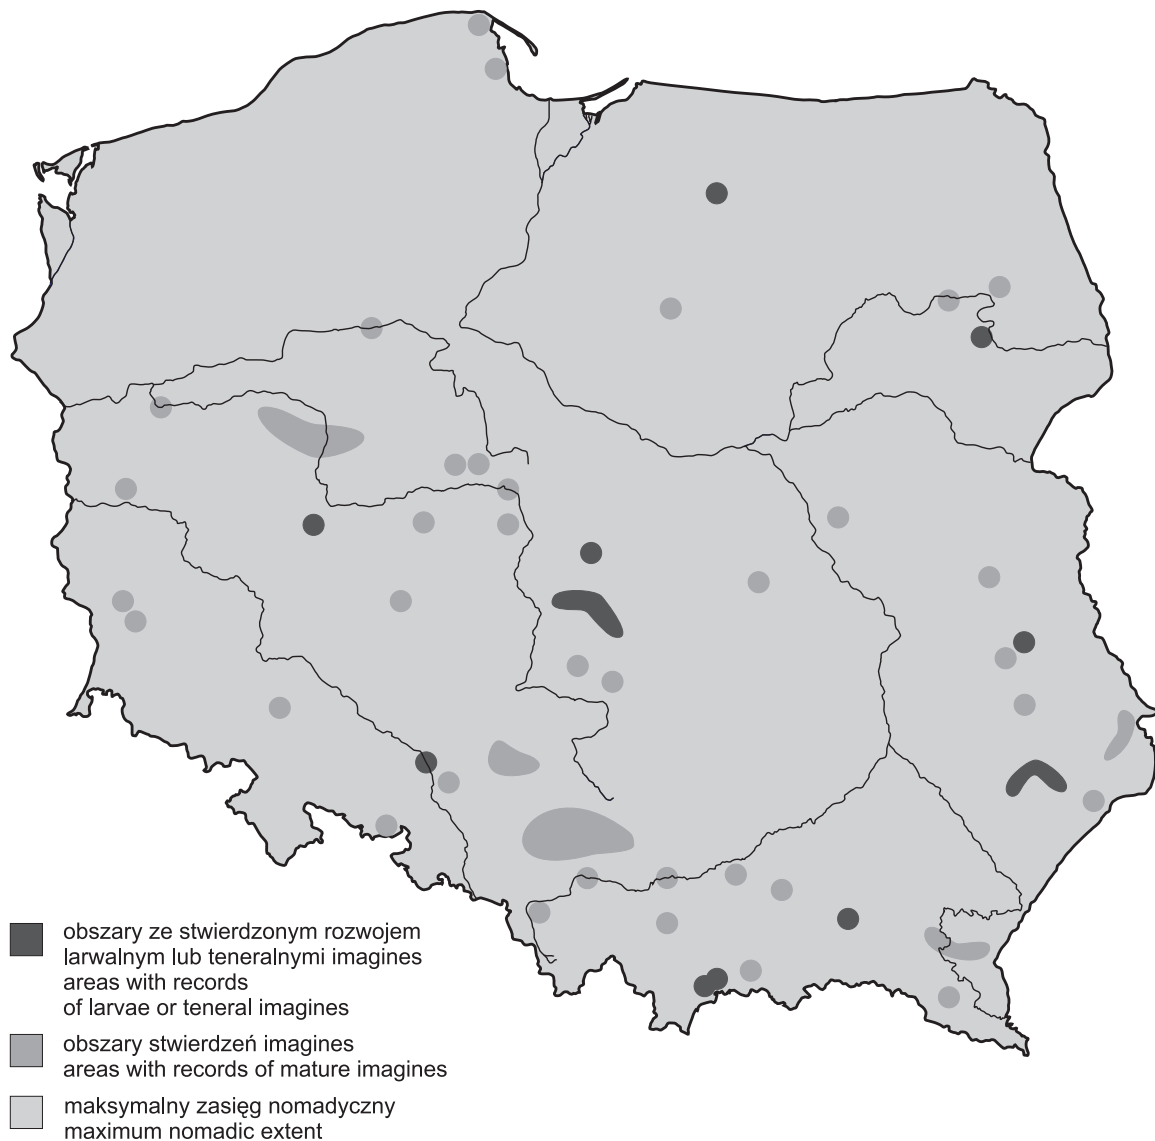 obszary ze stwierdzonym rozwojem
larwalnym lub teneralnymi imagines
areas with records
of larvae or teneral imagines
obszary stwierdzeń imagines
areas with records of mature imagines
maksymalny zasięg nomadyczny
maximum nomadic extent